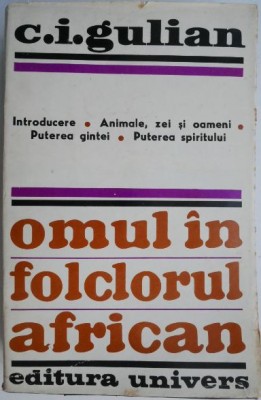 c.i.gulian
Introducere • Animale, zei și oameni •
Puterea gintei • Puterea spiritului
omul în
folclorul
african
editura univers